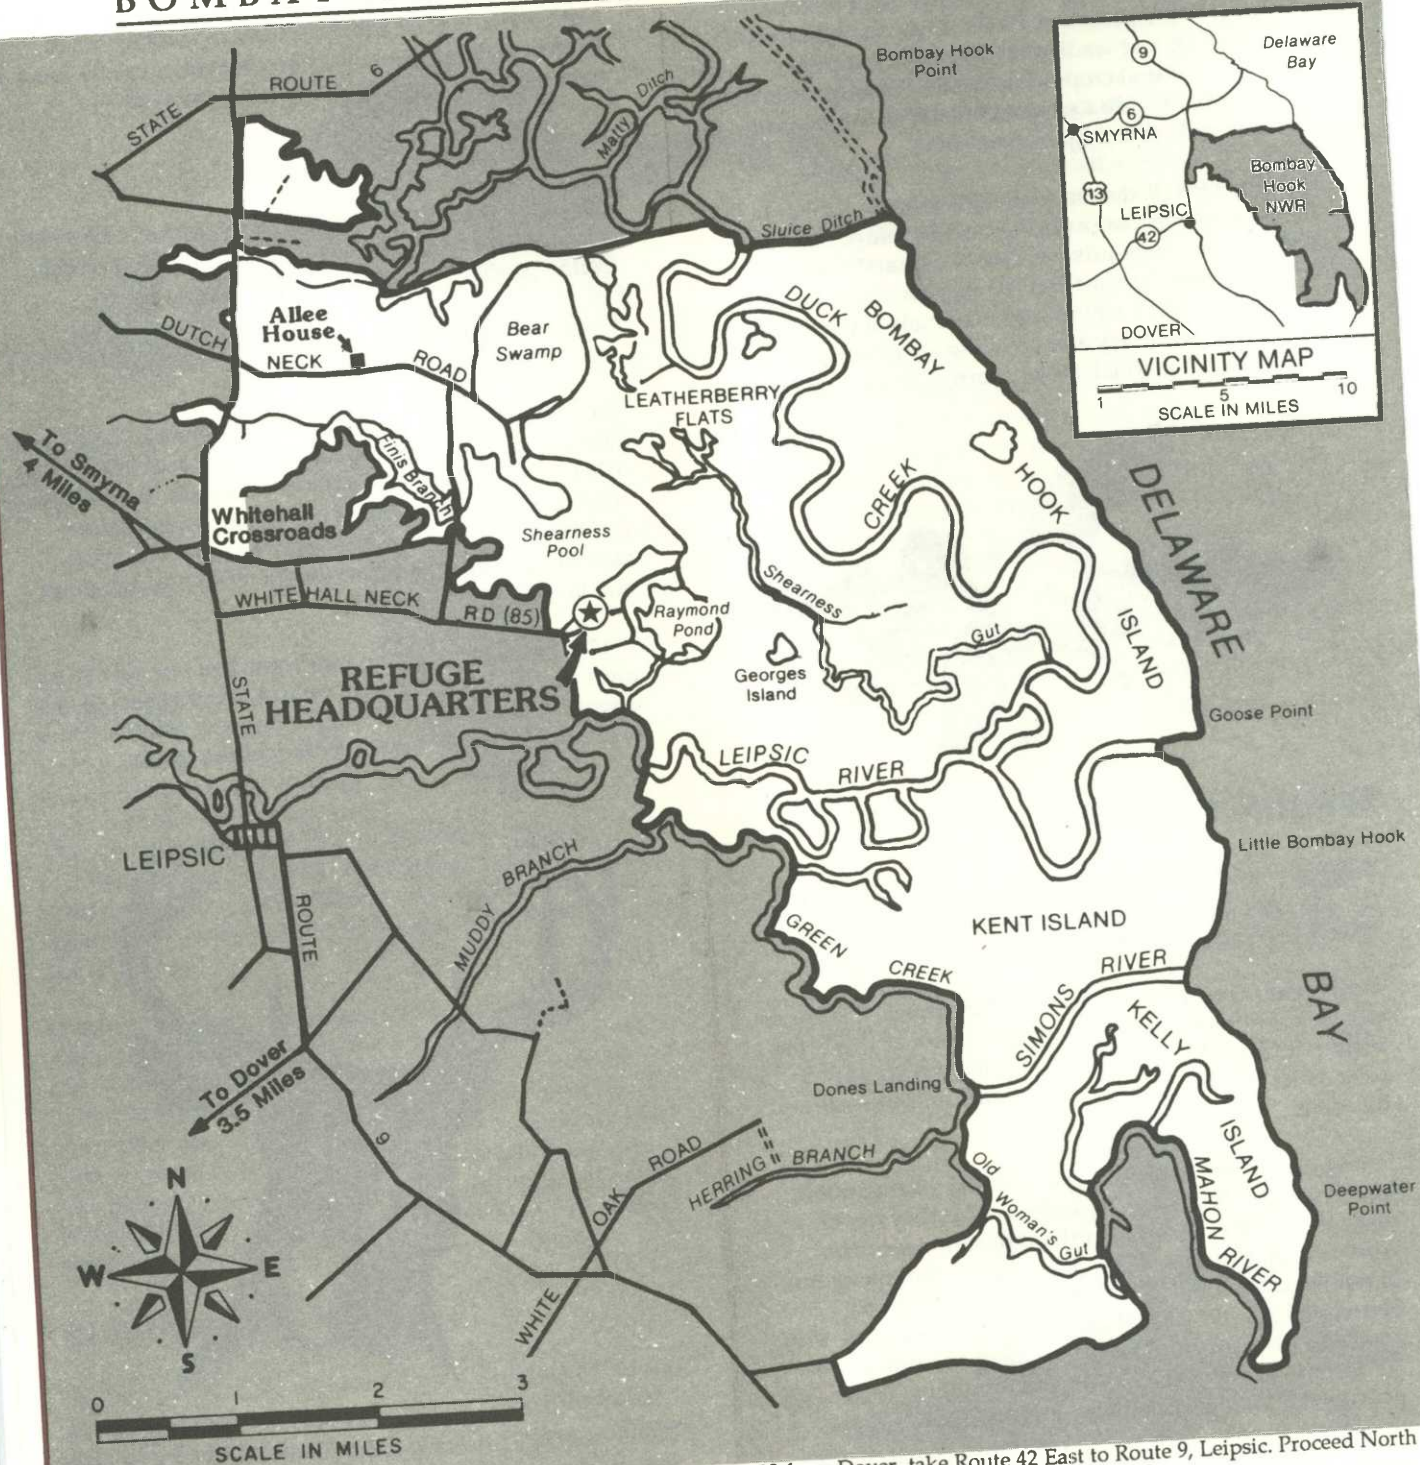 BOMBAY
STATE
ROUTE
6
Matty
Ditch
Bombay Hook
Point
Sluice Ditch
Allee
House
DUTCH
NECK
ROAD
Bear
Swamp
DUCK
CREEK
BOMBAY
HOOK
ISLAND
LEATHERBERRY
FLATS
To Smyrna
4 Miles
Finis Branch
Whitehall
Crossroads
Shearness
Pool
WHITEHALL NECK
RD (85)
Raymond
Pond
Shearness
Gut
Georges
Island
REFUGE
HEADQUARTERS
STATE
DELAWARE
BAY
Goose Point
LEIPSIC
RIVER
Little Bombay Hook
LEIPSIC
ROUTE
MUDDY
BRANCH
GREEN
CREEK
KENT ISLAND
SIMONS
RIVER
KELLY
ISLAND
Dones Landing
To Dover
3.5 Miles
9
WHITE
OAK
ROAD
HERRING
BRANCH
Old
Woman's
Gut
MAHON
RIVER
Deepwater
Point
N
W
E
S
0
1
2
3
SCALE IN MILES
9
Delaware
Bay
6
SMYRNA
13
Bombay
Hook
NWR
LEIPSIC
42
DOVER
VICINITY MAP
1
5
10
SCALE IN MILES
Dover, take Route 42 East to Route 9, Leipsic. Proceed North